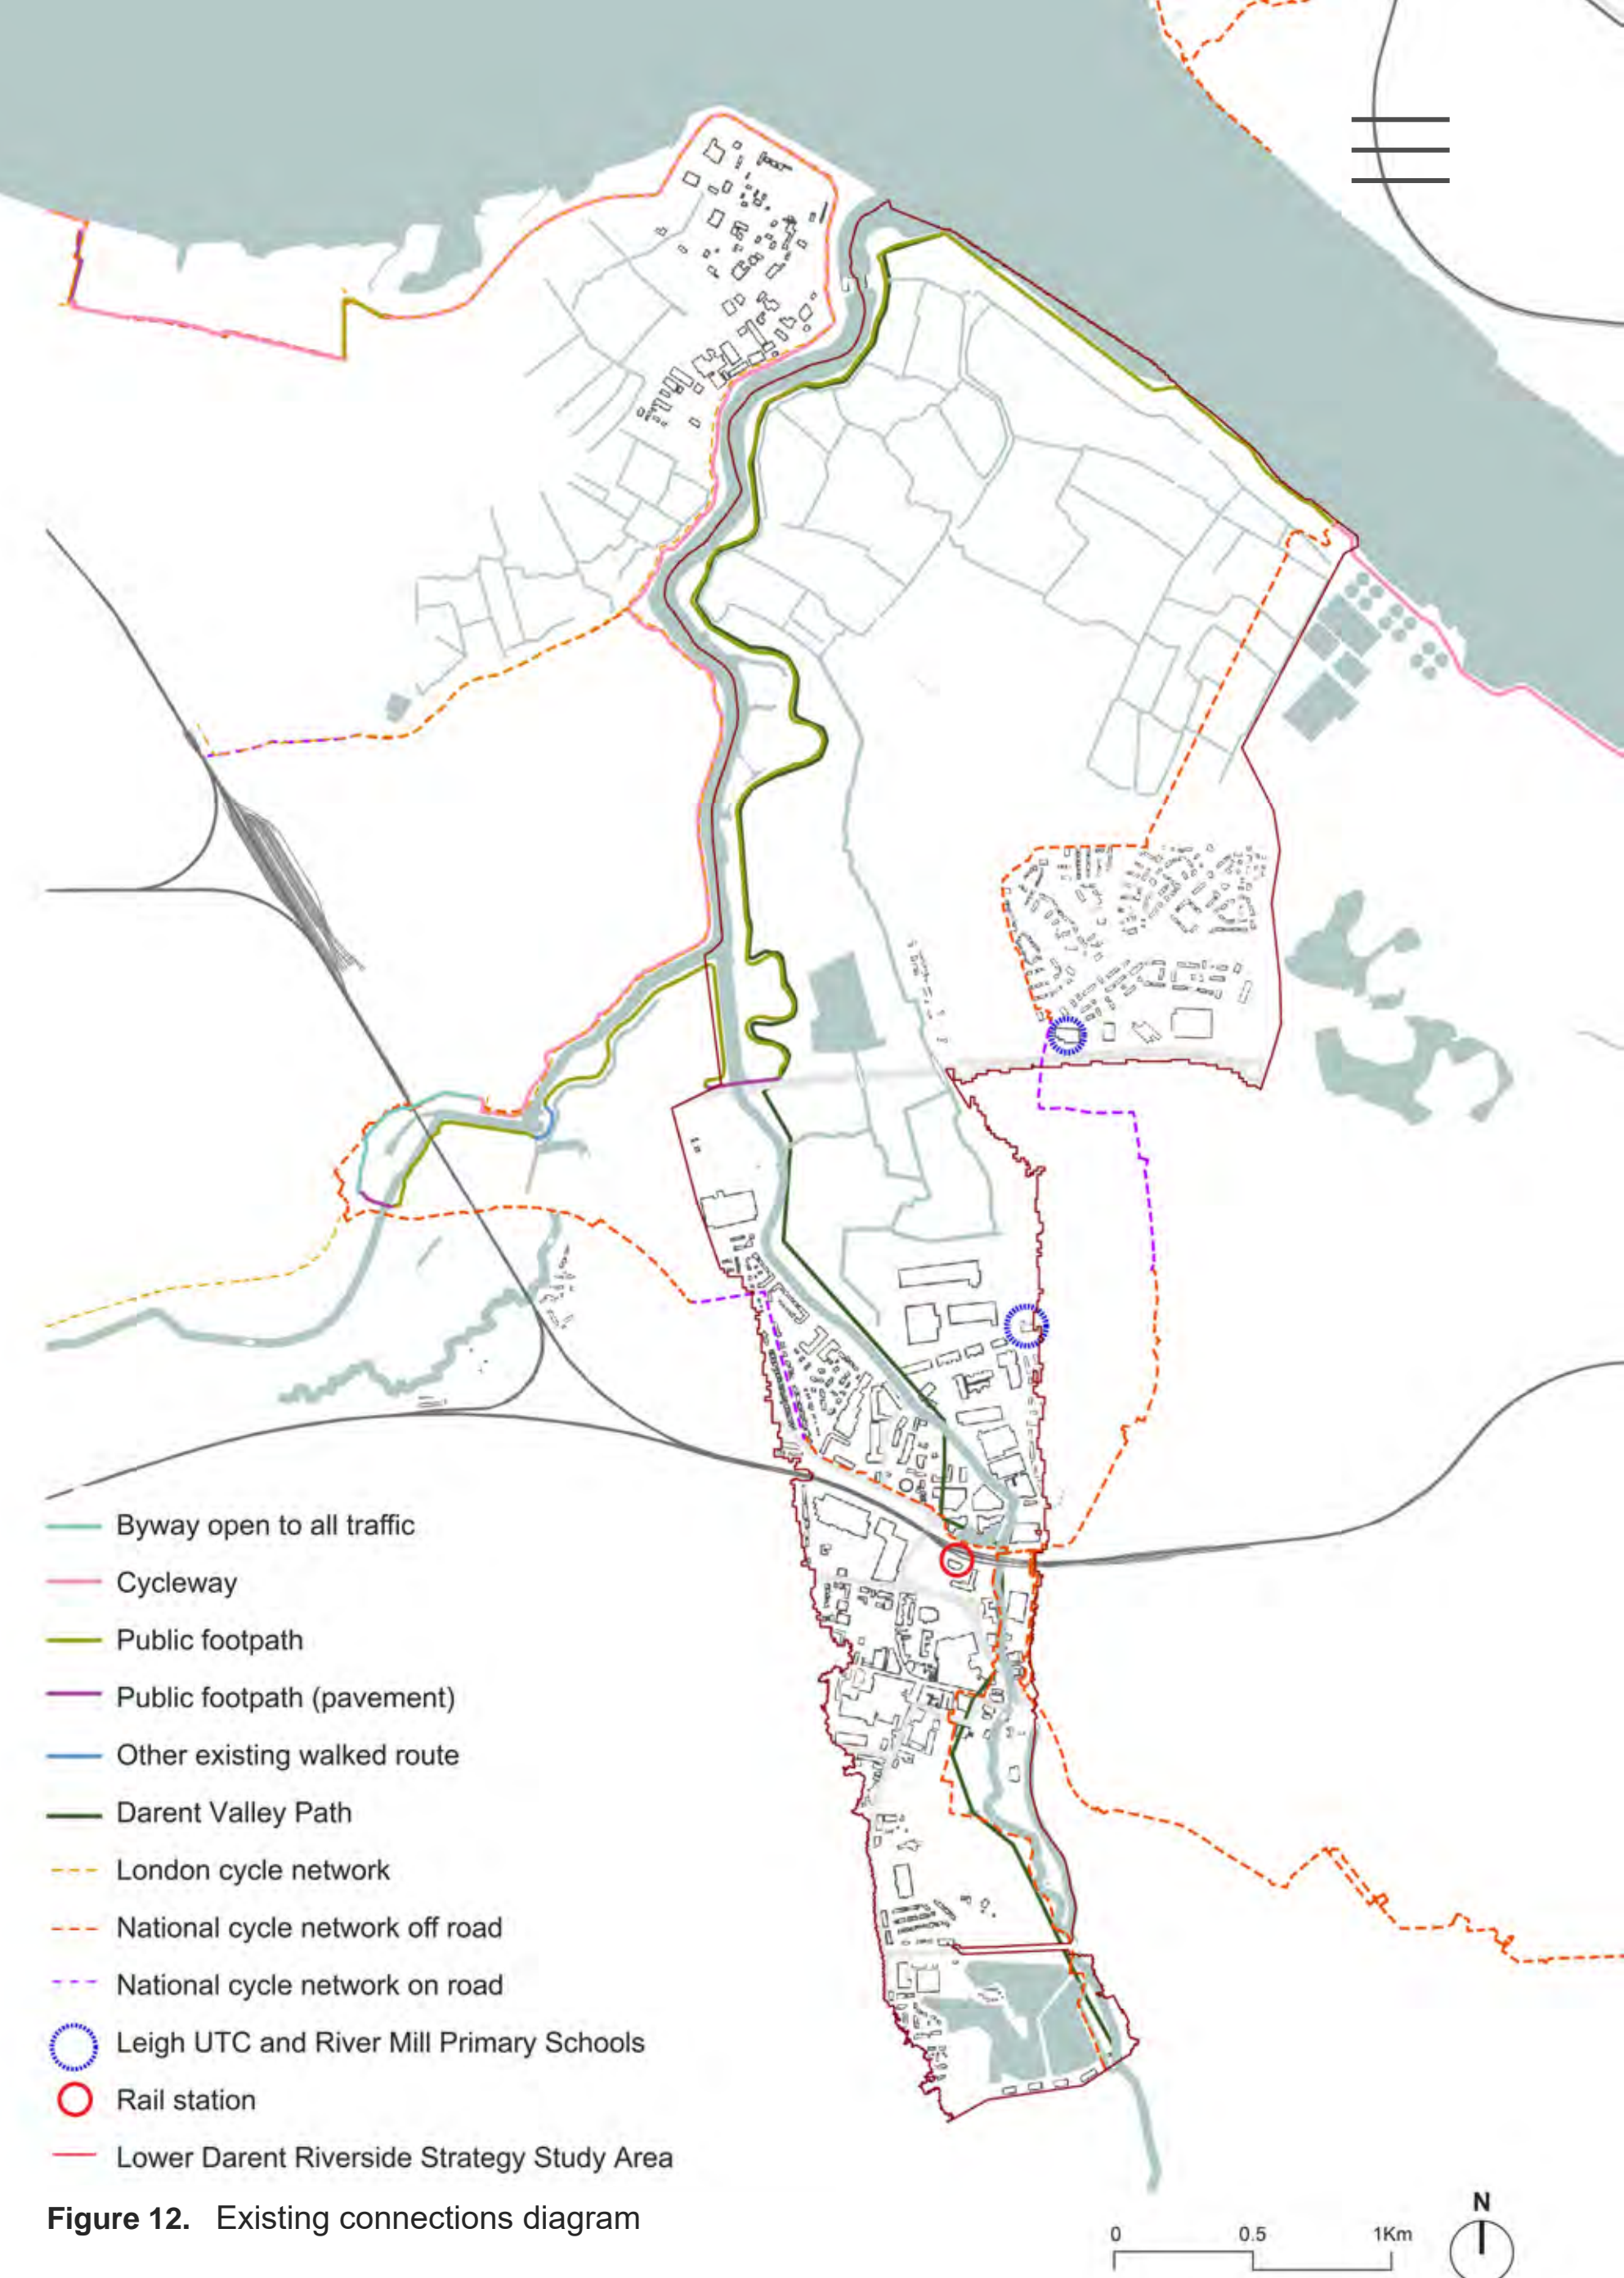 Byway open to all traffic
Cycleway
Public footpath
Public footpath (pavement)
Other existing walked route
Darent Valley Path
London cycle network
National cycle network off road
National cycle network on road
Leigh UTC and River Mill Primary Schools
Rail station
Lower Darent Riverside Strategy Study Area
Figure 12. Existing connections diagram
0 0.5 1Km
N